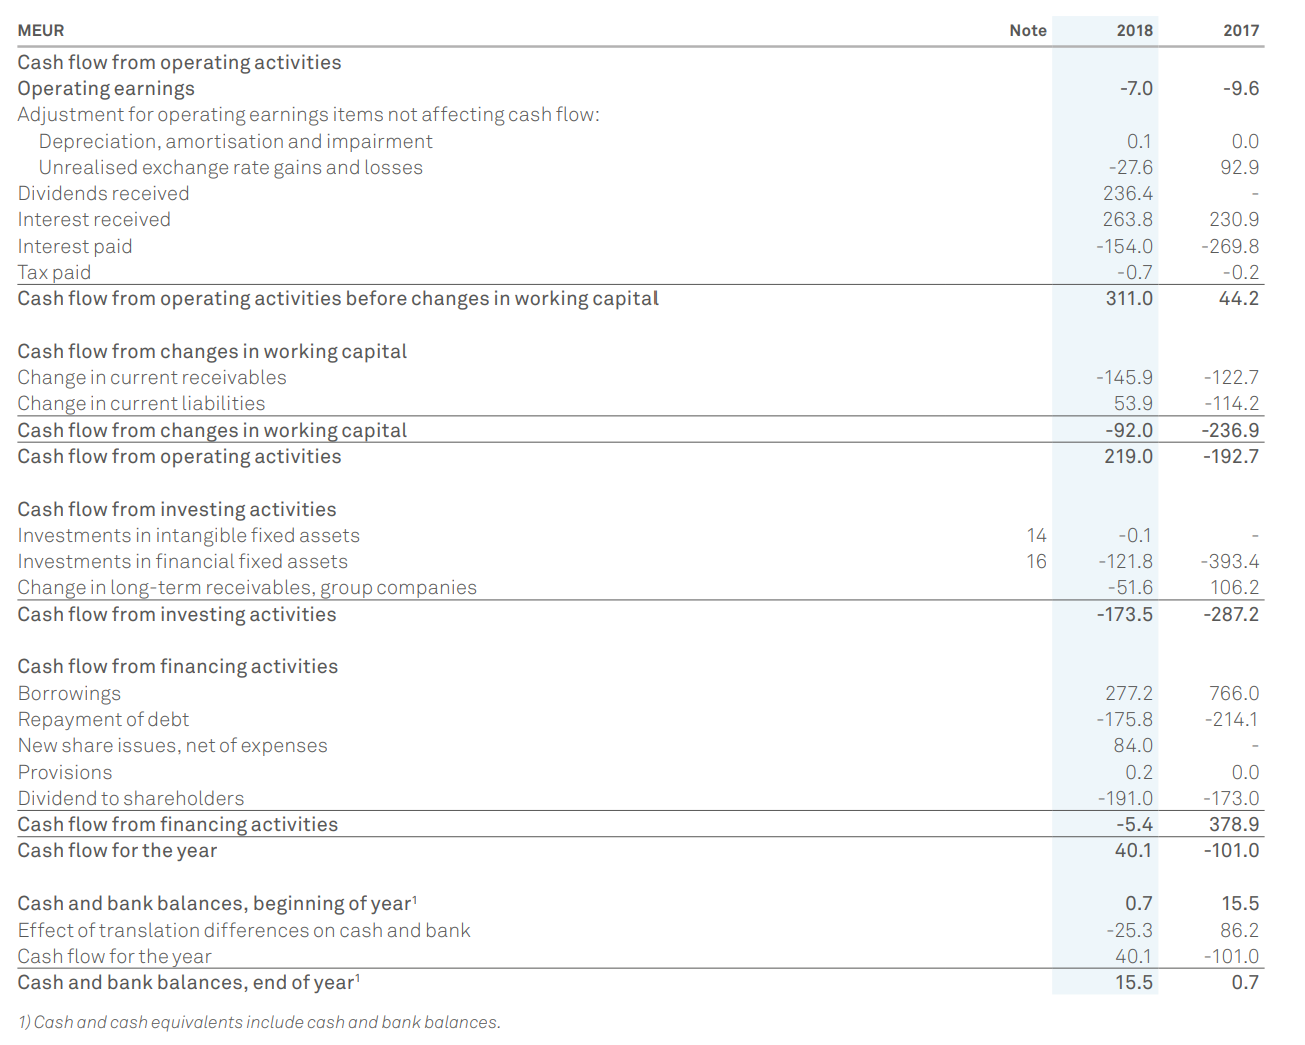 MEUR Note 2018 2017
Cash flow from operating activities
Operating earnings -7.0 -9.6
Adjustment for operating earnings items not affecting cash flow:
Depreciation, amortisation and impairment 0.1 0.0
Unrealised exchange rate gains and losses -27.6 92.9
Dividends received 236.4 -
Interest received 263.8 230.9
Interest paid -154.0 -269.8
Tax paid -0.7 -0.2
Cash flow from operating activities before changes in working capital 311.0 44.2
Cash flow from changes in working capital
Change in current receivables -145.9 -122.7
Change in current liabilities 53.9 -114.2
Cash flow from changes in working capital -92.0 -236.9
Cash flow from operating activities 219.0 -192.7
Cash flow from investing activities
Investments in intangible fixed assets 14 -0.1 -
Investments in financial fixed assets 16 -121.8 -393.4
Change in long-term receivables, group companies -51.6 106.2
Cash flow from investing activities -173.5 -287.2
Cash flow from financing activities
Borrowings 277.2 766.0
Repayment of debt -175.8 -214.1
New share issues, net of expenses 84.0 -
Provisions 0.2 0.0
Dividend to shareholders -191.0 -173.0
Cash flow from financing activities -5.4 378.9
Cash flow for the year 40.1 -101.0
Cash and bank balances, beginning of year¹ 0.7 15.5
Effect of translation differences on cash and bank -25.3 86.2
Cash flow for the year 40.1 -101.0
Cash and bank balances, end of year¹ 15.5 0.7
1) Cash and cash equivalents include cash and bank balances.